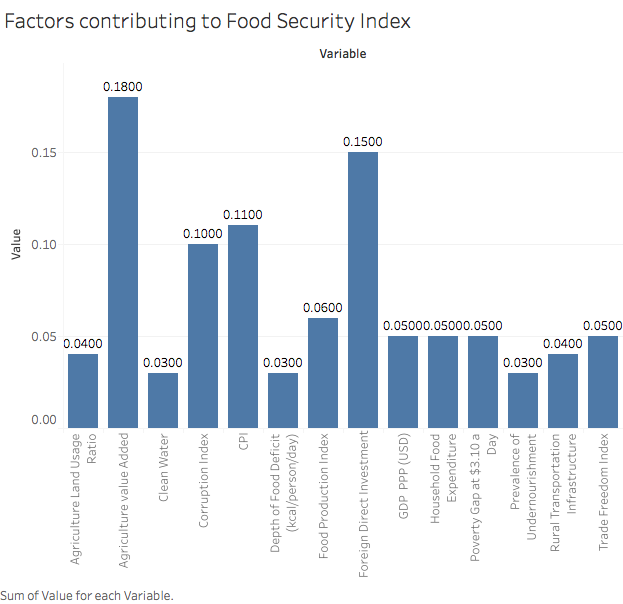 Factors contributing to Food Security Index
Variable
Value
0.15
0.10
0.05
0.00
0.0400
0.1800
0.0300
0.1000
0.1100
0.0300
0.0600
0.1500
0.0500
0.0500
0.0500
0.0300
0.0400
0.0500
Agriculture Land Usage
Ratio
Agriculture value Added
Clean Water
Corruption Index
CPI
Depth of Food Deficit
(kcal/person/day)
Food Production Index
Foreign Direct Investment
GDP PPP (USD)
Household Food
Expenditure
Poverty Gap at $3.10 a
Day
Prevalence of
Undernourishment
Rural Transportation
Infrastructure
Trade Freedom Index
Sum of Value for each Variable.